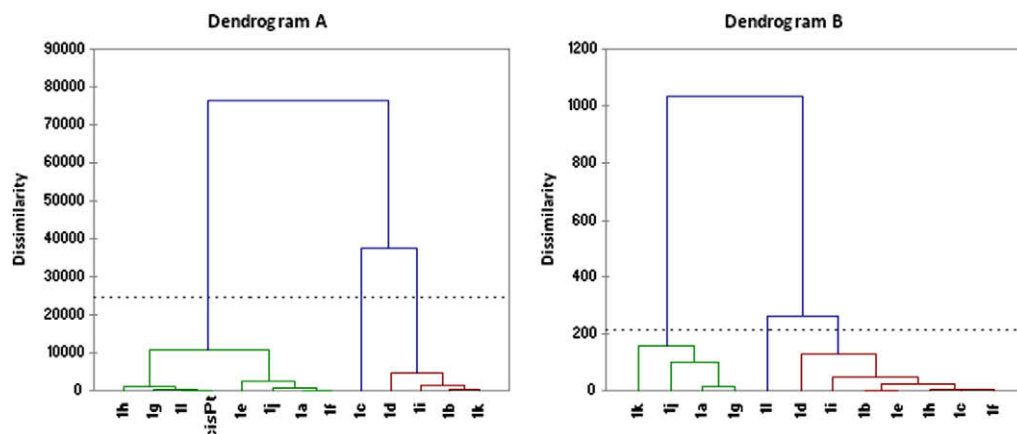 Dendrogram A
90000
80000
70000
60000
50000
40000
30000
20000
10000
0
Dissimilarity
1h
1g
1l
cisPt
1e
1j
1a
1f
1c
1d
1i
1b
1k
Dendrogram B
1200
1000
800
600
400
200
0
Dissimilarity
1k
1j
1a
1g
1l
1d
1i
1b
1e
1h
1c
1f